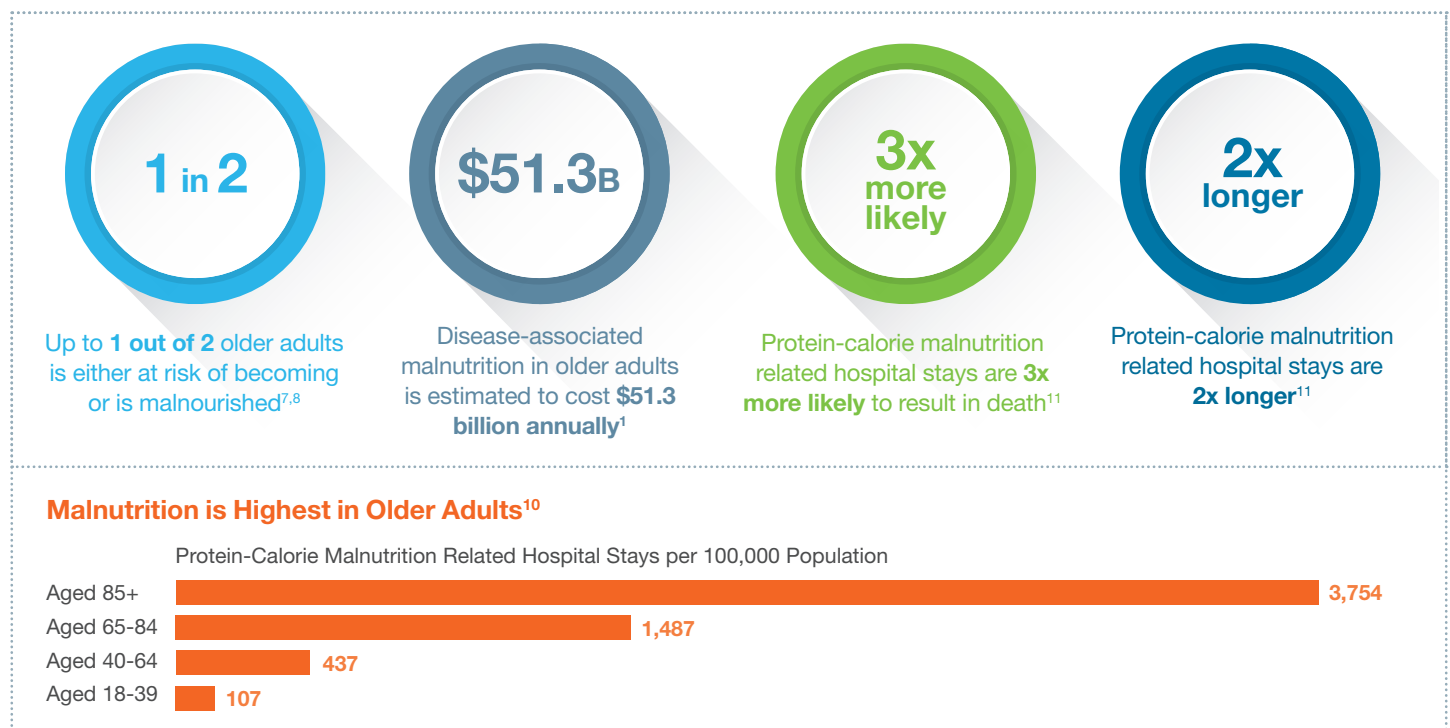 1 in 2
$51.3B
3x
more
likely
2x
longer
Up to 1 out of 2 older adults
is either at risk of becoming
or is malnourished7,8
Disease-associated
malnutrition in older adults
is estimated to cost $51.3
billion annually1
Protein-calorie malnutrition
related hospital stays are 3x
more likely to result in death11
Protein-calorie malnutrition
related hospital stays are
2x longer11
Malnutrition is Highest in Older Adults10
Protein-Calorie Malnutrition Related Hospital Stays per 100,000 Population
Aged 85+ 3,754
Aged 65-84 1,487
Aged 40-64 437
Aged 18-39 107